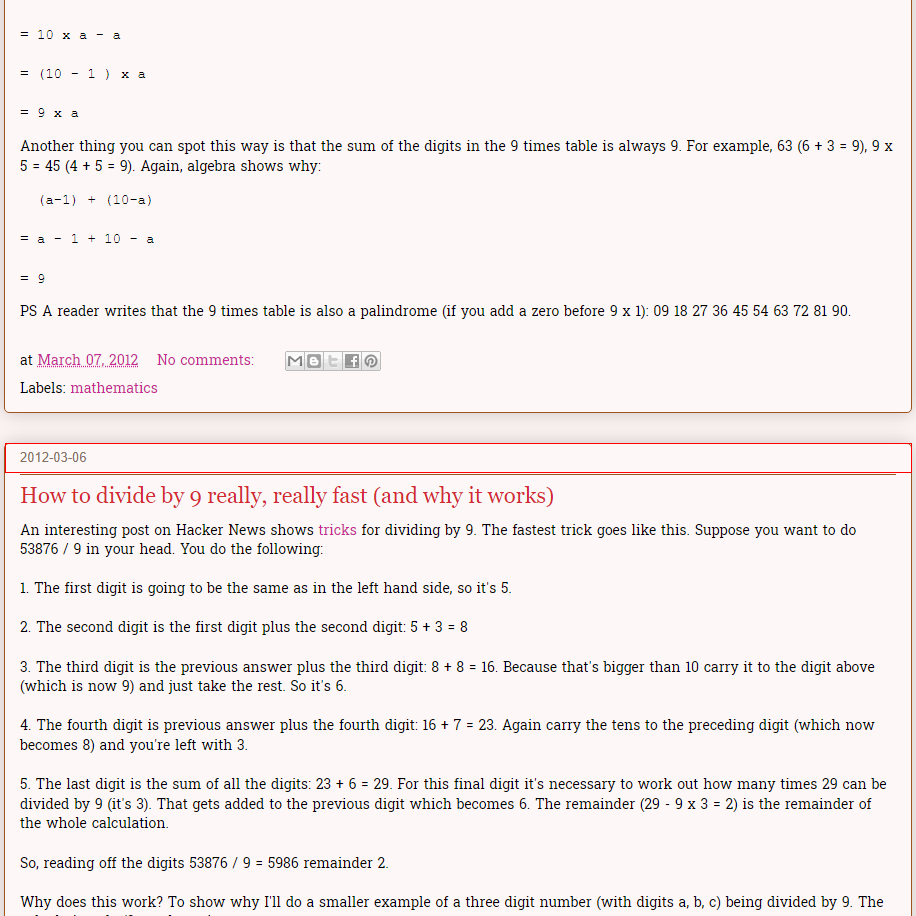 = 10 x a - a
= (10 - 1 ) x a
= 9 x a
Another thing you can spot this way is that the sum of the digits in the 9 times table is always 9. For example, 63 (6 + 3 = 9), 9 x
5 = 45 (4 + 5 = 9). Again, algebra shows why:
(a-1) + (10-a)
= a - 1 + 10 - a
= 9
PS A reader writes that the 9 times table is also a palindrome (if you add a zero before 9 x 1): 09 18 27 36 45 54 63 72 81 90.
at March 07, 2012 No comments:
Labels: mathematics
2012-03-06
How to divide by 9 really, really fast (and why it works)
An interesting post on Hacker News shows tricks for dividing by 9. The fastest trick goes like this. Suppose you want to do
53876 / 9 in your head. You do the following:
1. The first digit is going to be the same as in the left hand side, so it's 5.
2. The second digit is the first digit plus the second digit: 5 + 3 = 8
3. The third digit is the previous answer plus the third digit: 8 + 8 = 16. Because that's bigger than 10 carry it to the digit above
(which is now 9) and just take the rest. So it's 6.
4. The fourth digit is previous answer plus the fourth digit: 16 + 7 = 23. Again carry the tens to the preceding digit (which now
becomes 8) and you're left with 3.
5. The last digit is the sum of all the digits: 23 + 6 = 29. For this final digit it's necessary to work out how many times 29 can be
divided by 9 (it's 3). That gets added to the previous digit which becomes 6. The remainder (29 - 9 x 3 = 2) is the remainder of
the whole calculation.
So, reading off the digits 53876 / 9 = 5986 remainder 2.
Why does this work? To show why I'll do a smaller example of a three digit number (with digits a, b, c) being divided by 9. The